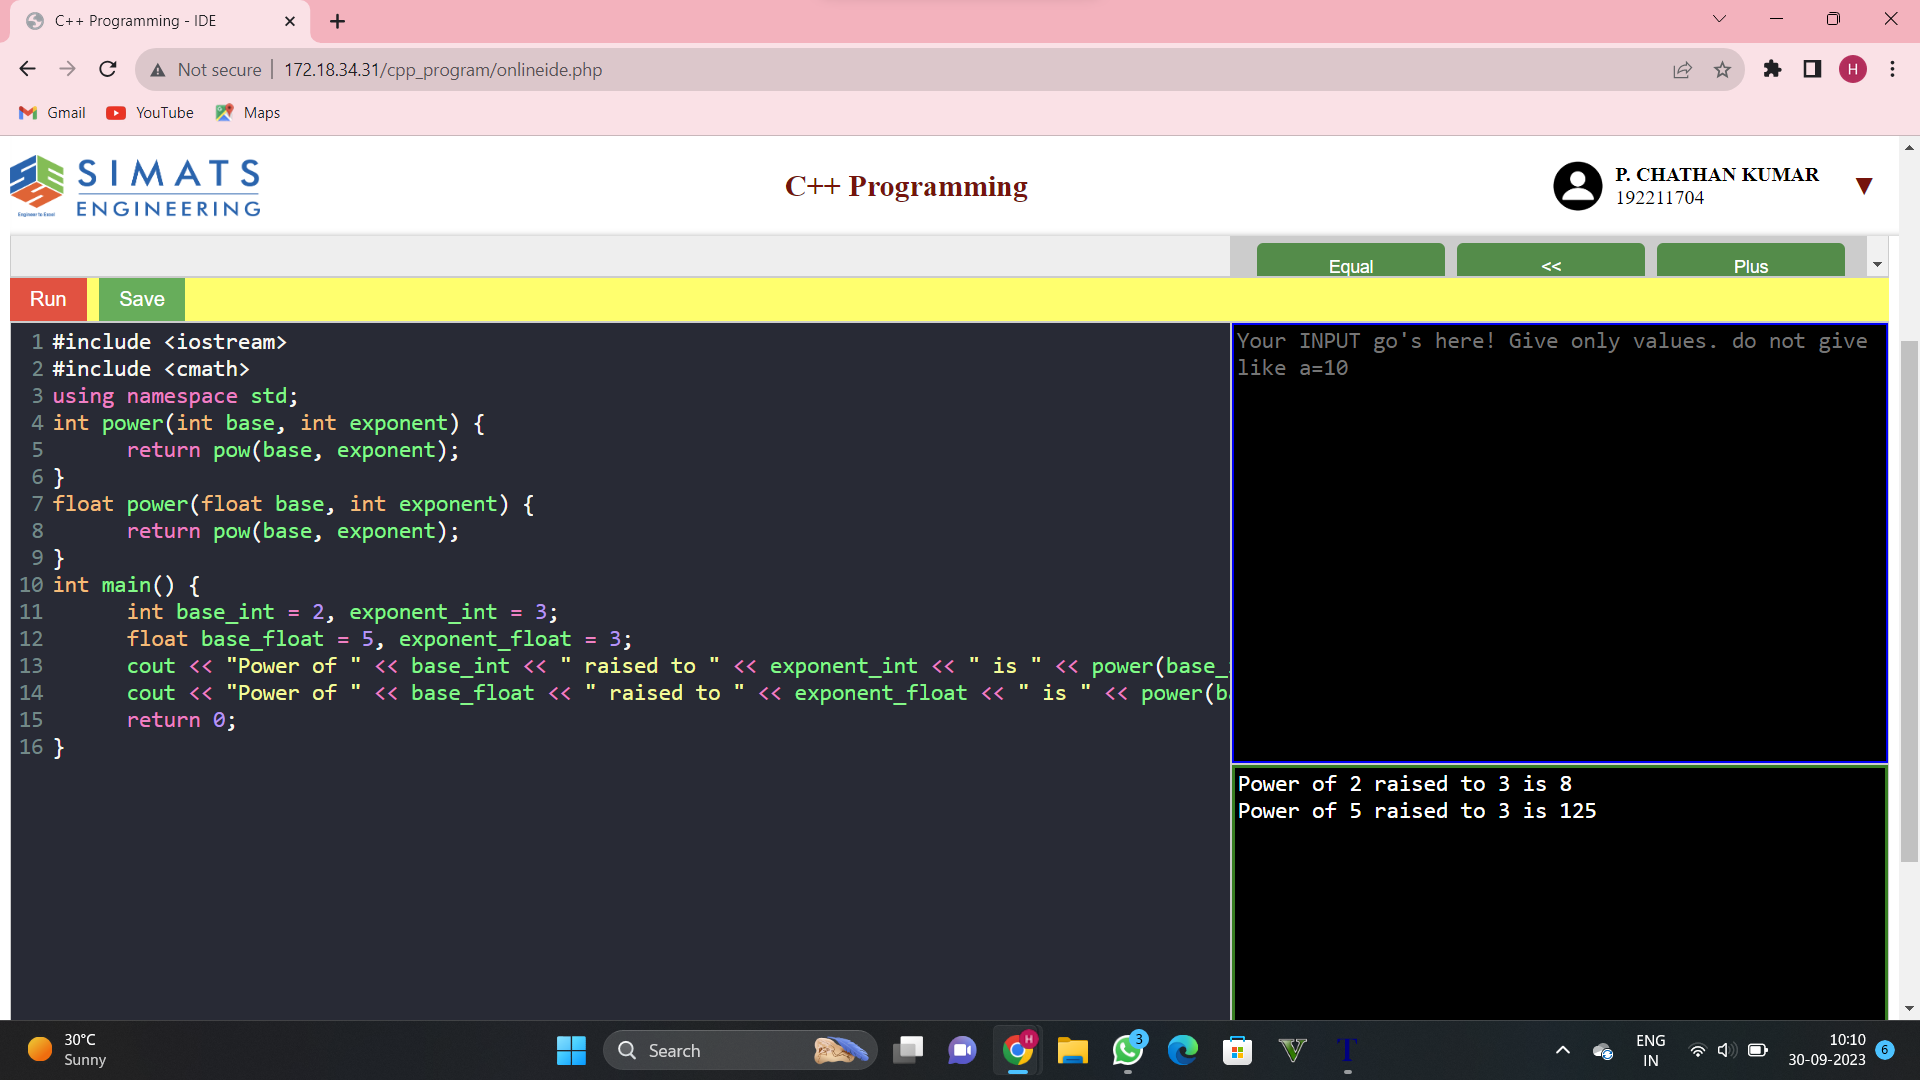 C++ Programming - IDE
Not secure | 172.18.34.31/cpp_program/onlineide.php
H
Gmail YouTube Maps
SIMATS
ENGINEERING
Engineer to Excel
C++ Programming
P. CHATHAN KUMAR
192211704
Equal << Plus
Run Save
1 #include <iostream>
2 #include <cmath>
3 using namespace std;
4 int power(int base, int exponent) {
5 return pow(base, exponent);
6 }
7 float power(float base, int exponent) {
8 return pow(base, exponent);
9 }
10 int main() {
11 int base_int = 2, exponent_int = 3;
12 float base_float = 5, exponent_float = 3;
13 cout << "Power of " << base_int << " raised to " << exponent_int << " is " << power(base_
14 cout << "Power of " << base_float << " raised to " << exponent_float << " is " << power(b
15 return 0;
16 }
Your INPUT go's here! Give only values. do not give
like a=10
Power of 2 raised to 3 is 8
Power of 5 raised to 3 is 125
30°C
Sunny
Search
H
3
T
ENG
IN
10:10
30-09-2023
6